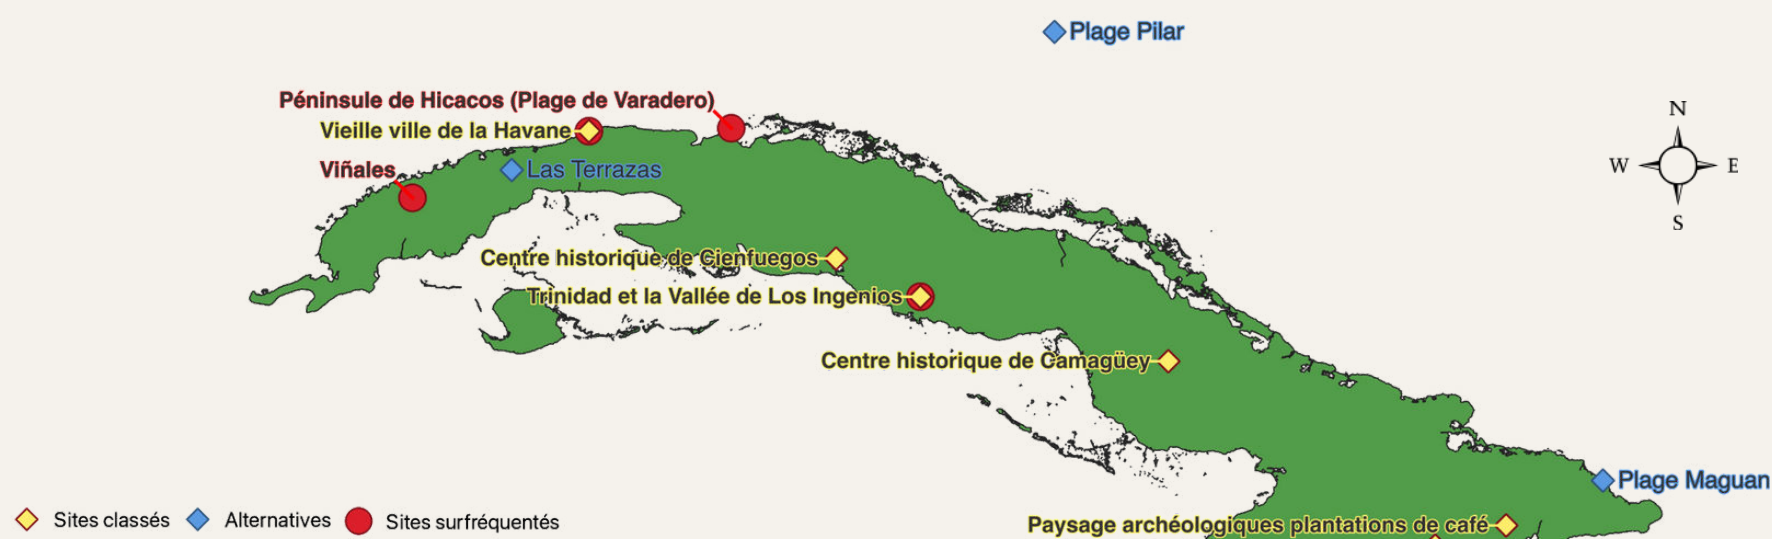 Plage Pilar
Péninsule de Hicacos (Plage de Varadero)
N
Vieille ville de la Havane
Viñales
Las Terrazas
W
E
S
Centre historique de Cienfuegos
Trinidad et la Vallée de Los Ingenios
Centre historique de Camagüey
Plage Maguan
Sites classés
Alternatives
Sites surfréquentés
Paysage archéologiques plantations de café